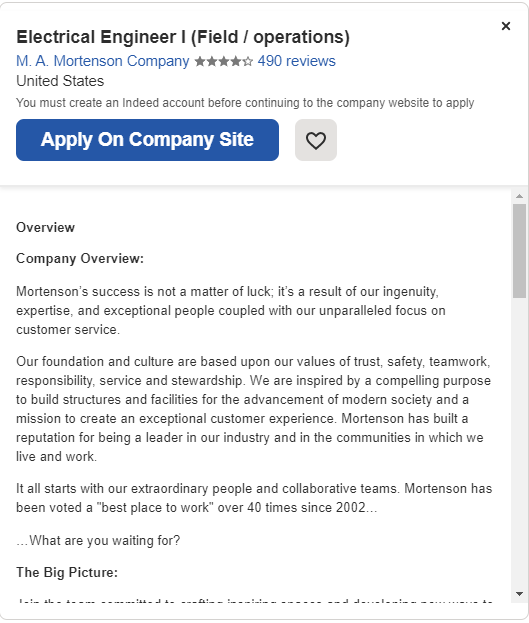 Electrical Engineer I (Field / operations)
M. A. Mortenson Company ★★★★☆ 490 reviews
United States
You must create an Indeed account before continuing to the company website to apply
Apply On Company Site
Overview
Company Overview:
Mortenson's success is not a matter of luck; it's a result of our ingenuity,
expertise, and exceptional people coupled with our unparalleled focus on
customer service.
Our foundation and culture are based upon our values of trust, safety, teamwork,
responsibility, service and stewardship. We are inspired by a compelling purpose
to build structures and facilities for the advancement of modern society and a
mission to create an exceptional customer experience. Mortenson has built a
reputation for being a leader in our industry and in the communities in which we
live and work.
It all starts with our extraordinary people and collaborative teams. Mortenson has
been voted a "best place to work" over 40 times since 2002…
…What are you waiting for?
The Big Picture: